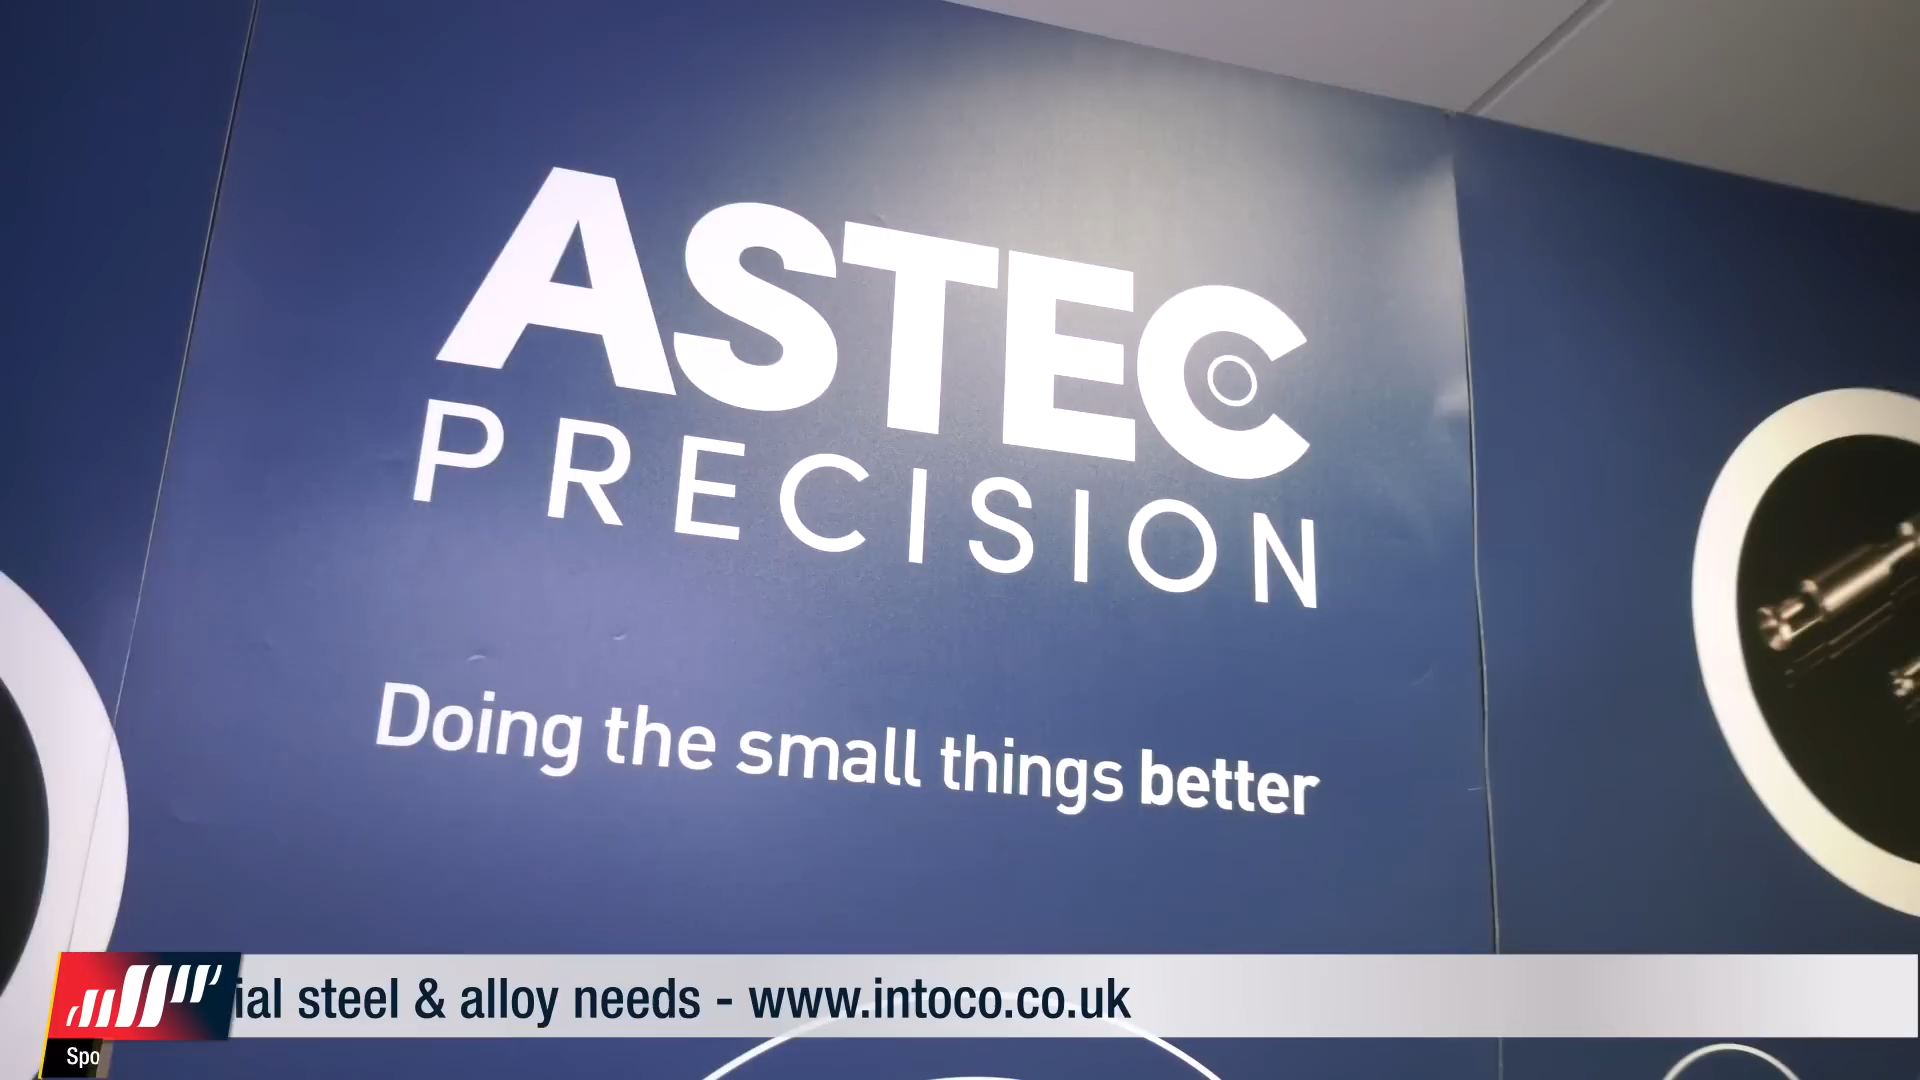 ASTEC
PRECISION
Doing the small things better
ial steel & alloy needs - www.intoco.co.uk
Spo